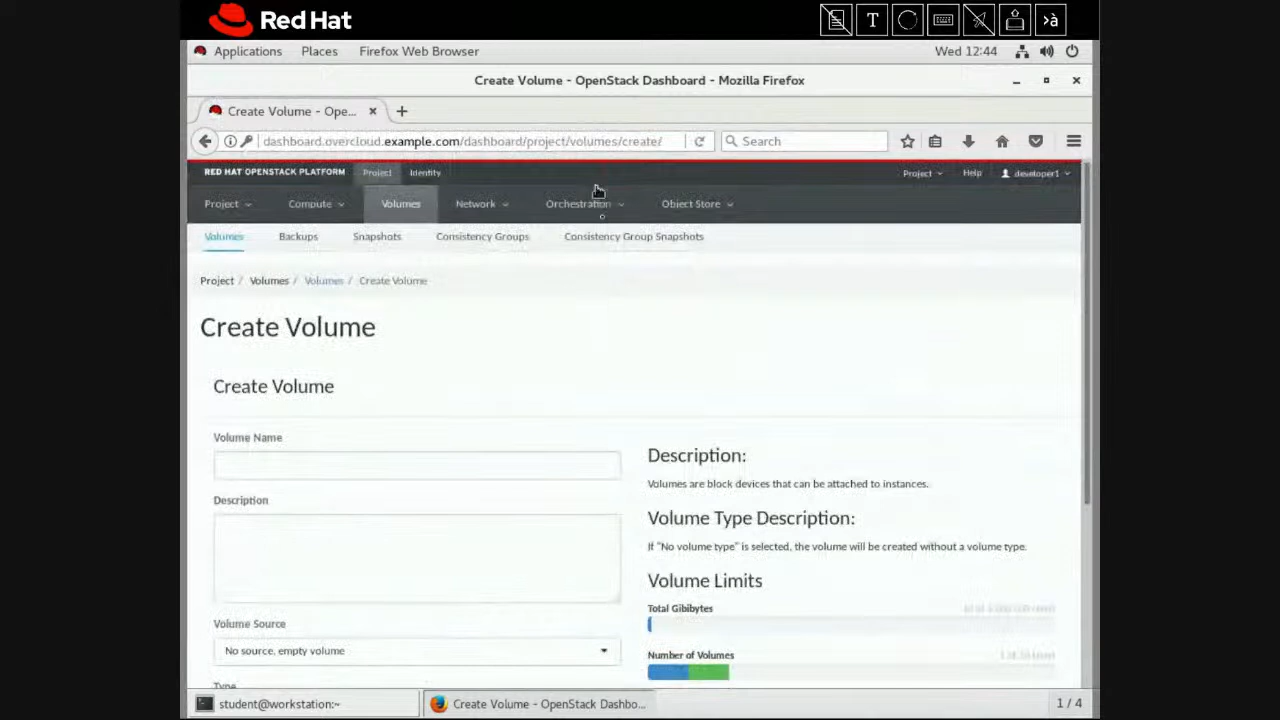 Red Hat
T
>à
Applications Places Firefox Web Browser Wed 12:44
Create Volume - OpenStack Dashboard - Mozilla Firefox
Create Volume - Ope...
dashboard.overcloud.example.com/dashboard/project/volumes/create/ Search
RED HAT OPENSTACK PLATFORM Project Identity Project Help developer1
Project Compute Volumes Network Orchestration Object Store
Volumes Backups Snapshots Consistency Groups Consistency Group Snapshots
Project / Volumes / Volumes / Create Volume
Create Volume
Create Volume
Volume Name
Description
Volume Source
No source, empty volume
Type
Description:
Volumes are block devices that can be attached to instances.
Volume Type Description:
If "No volume type" is selected, the volume will be created without a volume type.
Volume Limits
Total Gibibytes
Number of Volumes
student@workstation:~ Create Volume - OpenStack Dashbo... 1 / 4